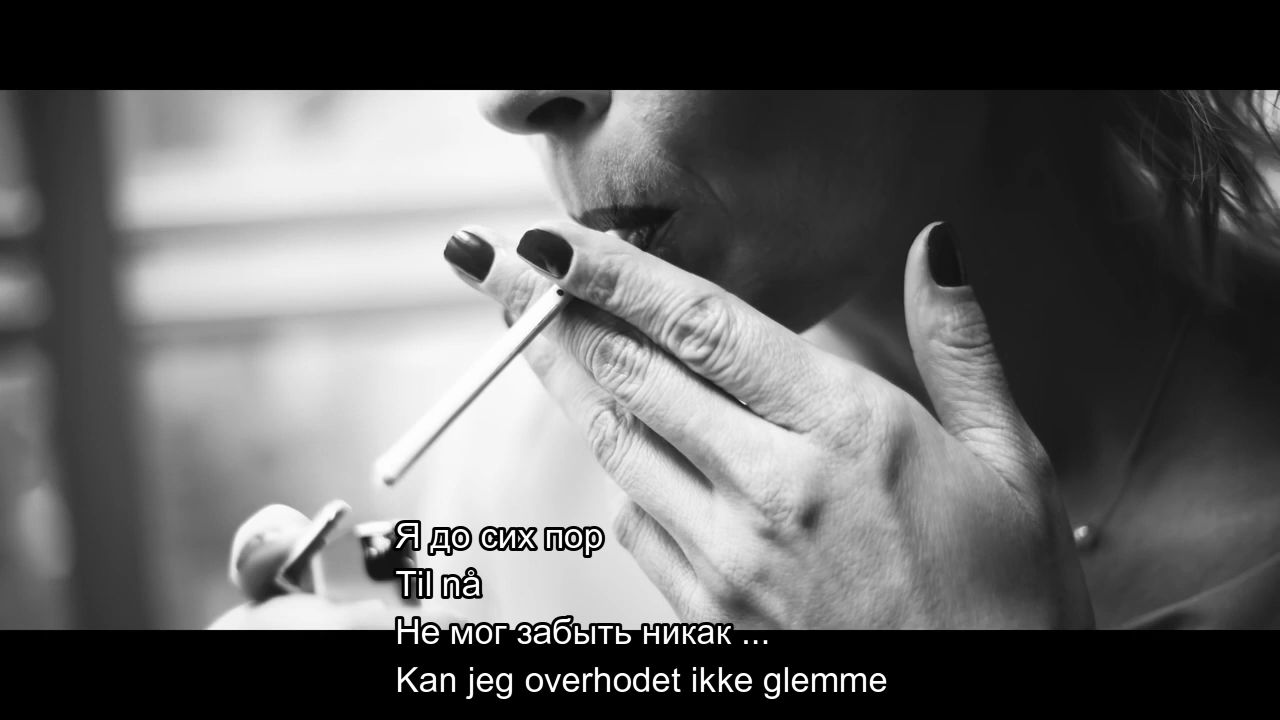 Я до сих пор
Til nå
Не мог забыть никак ...
Kan jeg overhodet ikke glemme